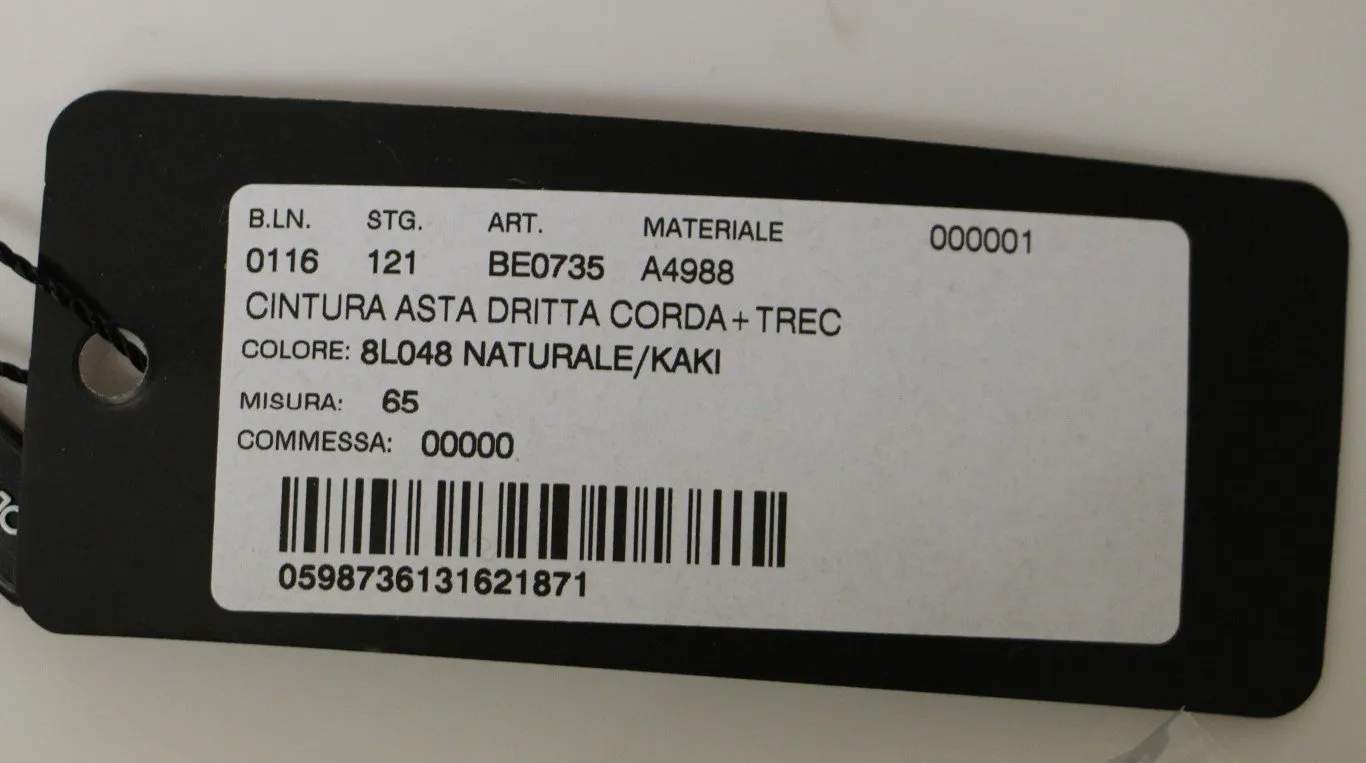 B.LN. STG. ART. MATERIALE 000001
0116 121 BE0735 A4988
CINTURA ASTA DRITTA CORDA+TREC
COLORE: 8L048 NATURALE/KAKI
MISURA: 65
COMMESSA: 00000
0598736131621871